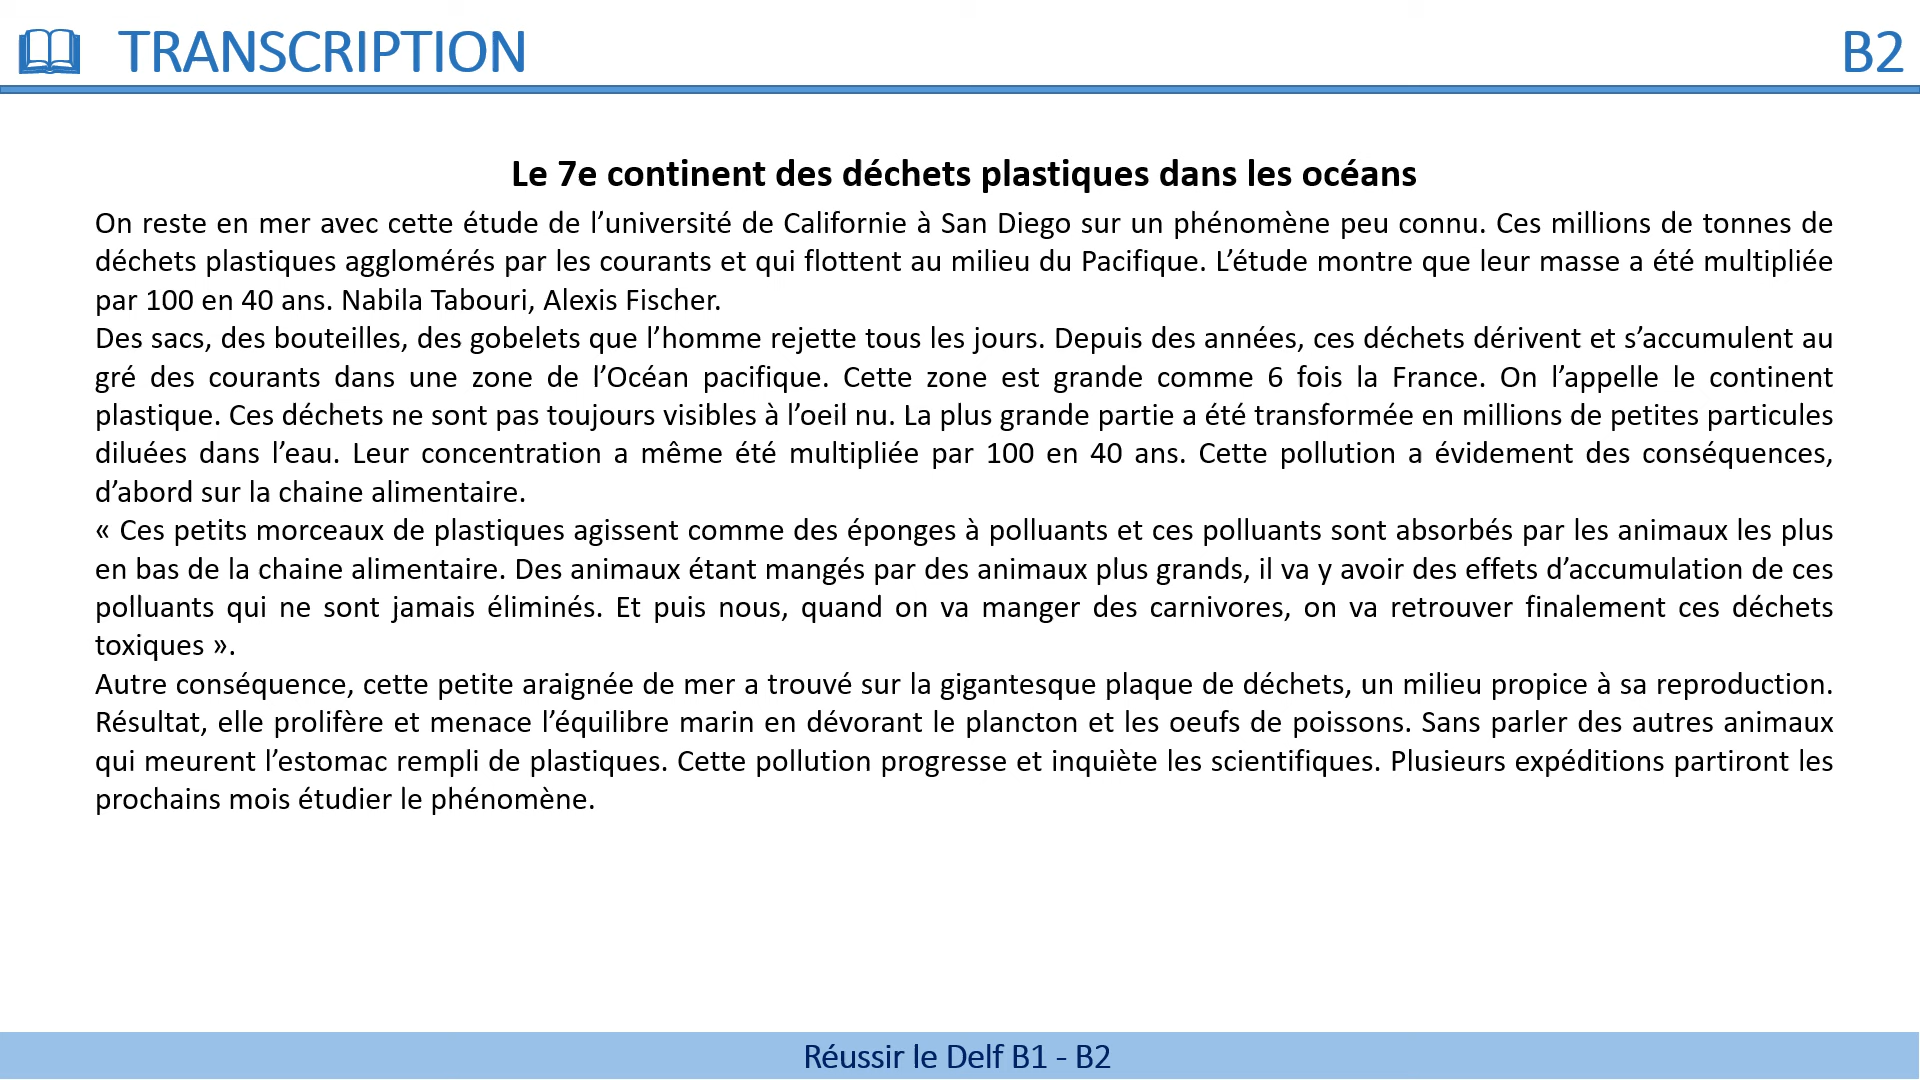 TRANSCRIPTION
B2
Le 7e continent des déchets plastiques dans les océans
On reste en mer avec cette étude de l’université de Californie à San Diego sur un phénomène peu connu. Ces millions de tonnes de
déchets plastiques agglomérés par les courants et qui flottent au milieu du Pacifique. L’étude montre que leur masse a été multipliée
par 100 en 40 ans. Nabila Tabouri, Alexis Fischer.
Des sacs, des bouteilles, des gobelets que l’homme rejette tous les jours. Depuis des années, ces déchets dérivent et s’accumulent au
gré des courants dans une zone de l’Océan pacifique. Cette zone est grande comme 6 fois la France. On l’appelle le continent
plastique. Ces déchets ne sont pas toujours visibles à l’oeil nu. La plus grande partie a été transformée en millions de petites particules
diluées dans l’eau. Leur concentration a même été multipliée par 100 en 40 ans. Cette pollution a évidement des conséquences,
d’abord sur la chaine alimentaire.
« Ces petits morceaux de plastiques agissent comme des éponges à polluants et ces polluants sont absorbés par les animaux les plus
en bas de la chaine alimentaire. Des animaux étant mangés par des animaux plus grands, il va y avoir des effets d’accumulation de ces
polluants qui ne sont jamais éliminés. Et puis nous, quand on va manger des carnivores, on va retrouver finalement ces déchets
toxiques ».
Autre conséquence, cette petite araignée de mer a trouvé sur la gigantesque plaque de déchets, un milieu propice à sa reproduction.
Résultat, elle prolifère et menace l’équilibre marin en dévorant le plancton et les oeufs de poissons. Sans parler des autres animaux
qui meurent l’estomac rempli de plastiques. Cette pollution progresse et inquiète les scientifiques. Plusieurs expéditions partiront les
prochains mois étudier le phénomène.
Réussir le Delf B1 - B2